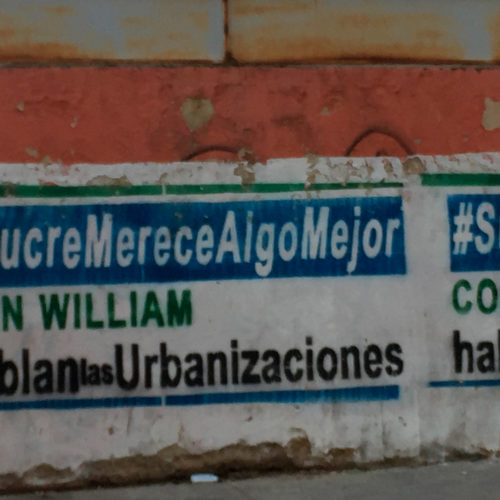 ucreMereceAlgoMejor
N WILLIAM
blan las Urbanizaciones
#S
CO
hal